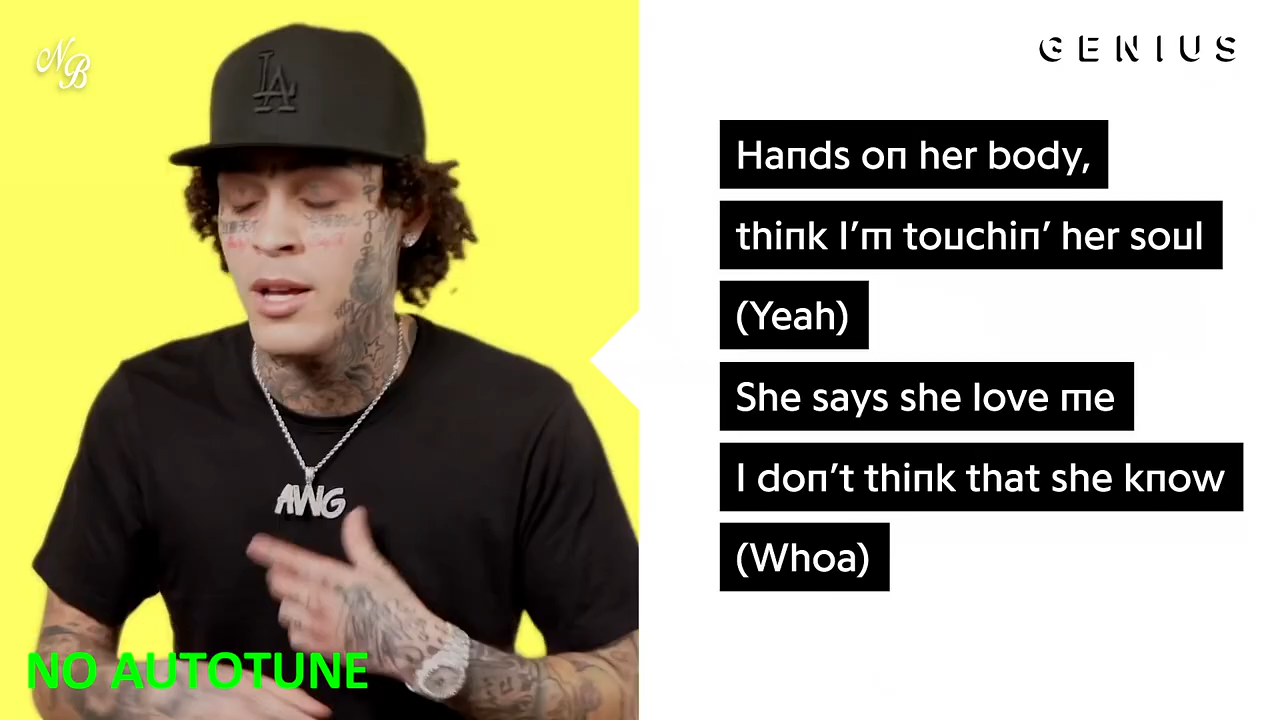 NB
GENIUS
LA
Hands on her body,
think I'm touchin' her soul
(Yeah)
She says she love me
I don't think that she know
(Whoa)
AWG
NO AUTOTUNE